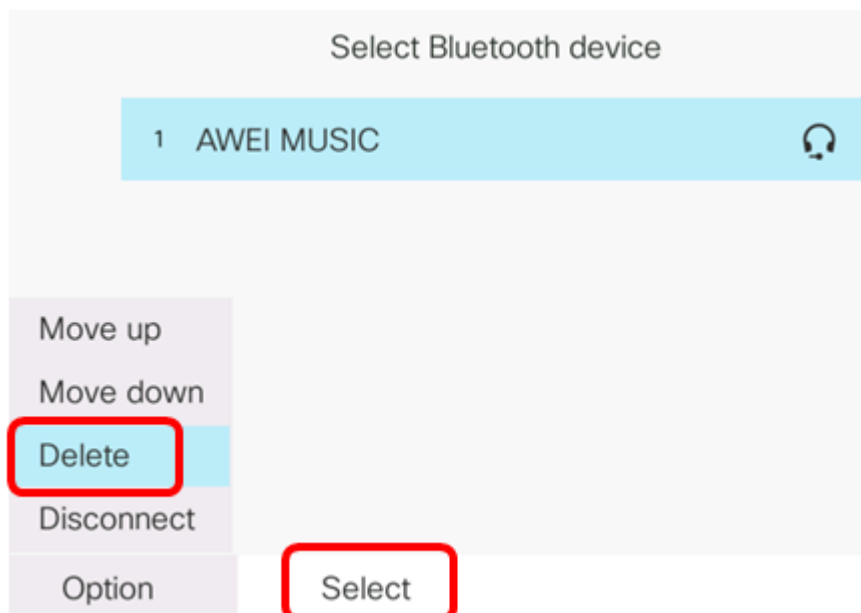 Select Bluetooth device
1 AWEI MUSIC
Move up
Move down
Delete
Disconnect
Option Select